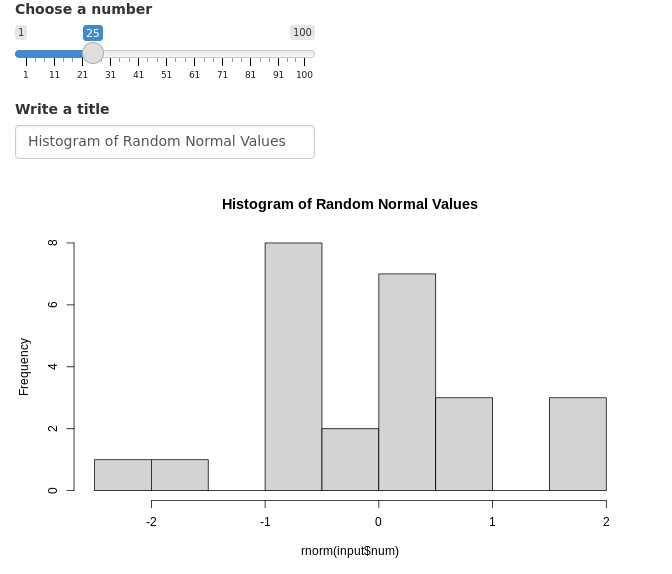 Choose a number
1 25 100
1 11 21 31 41 51 61 71 81 91 100
Write a title
Histogram of Random Normal Values
Histogram of Random Normal Values
8
6
4
2
0
Frequency
-2 -1 0 1 2
rnorm(input$num)